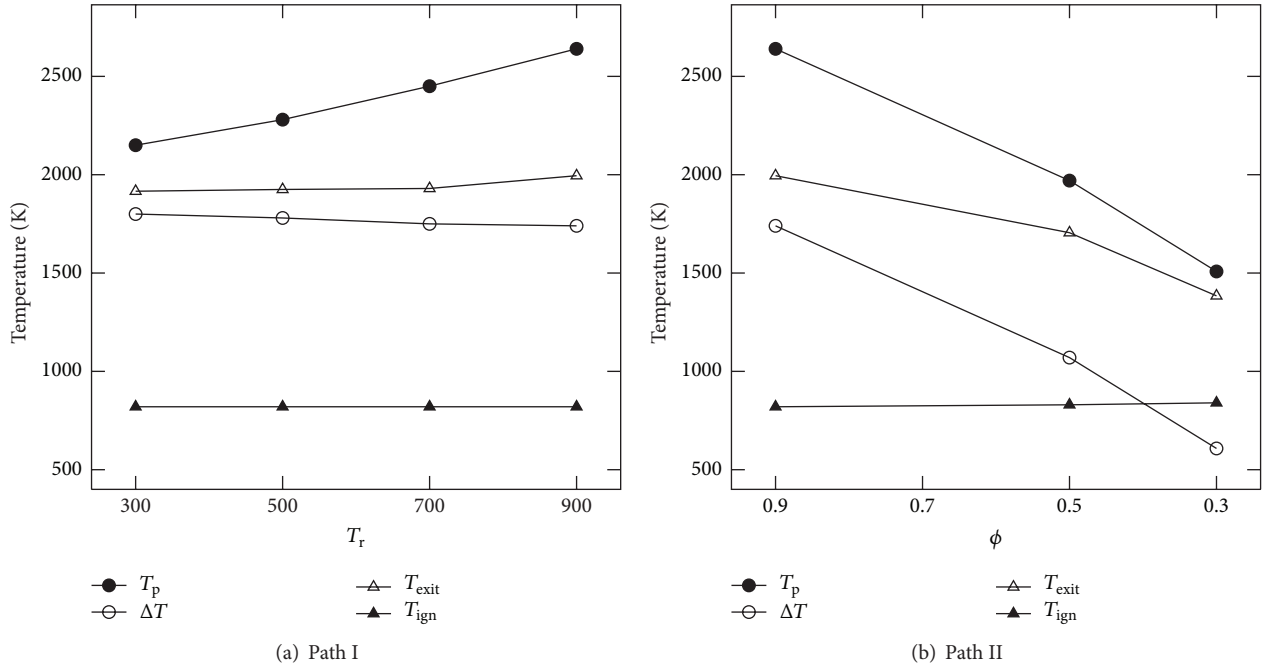 2500
2000
1500
1000
500
Temperature (K)
300 500 700 900
T_r
T_p
ΔT
T_exit
T_ign
(a) Path I
2500
2000
1500
1000
500
Temperature (K)
0.9 0.7 0.5 0.3
ϕ
T_p
ΔT
T_exit
T_ign
(b) Path II